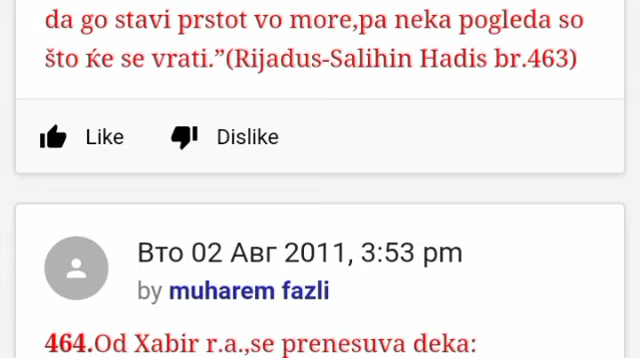 da go stavi prstot vo more,pa neka pogleda so
što ḱe se vrati.”(Rijadus-Salihin Hadis br.463)
Like Dislike
Вто 02 Авг 2011, 3:53 pm
by muharem fazli
464.Od Xabir r.a.,se prenesuva deka: